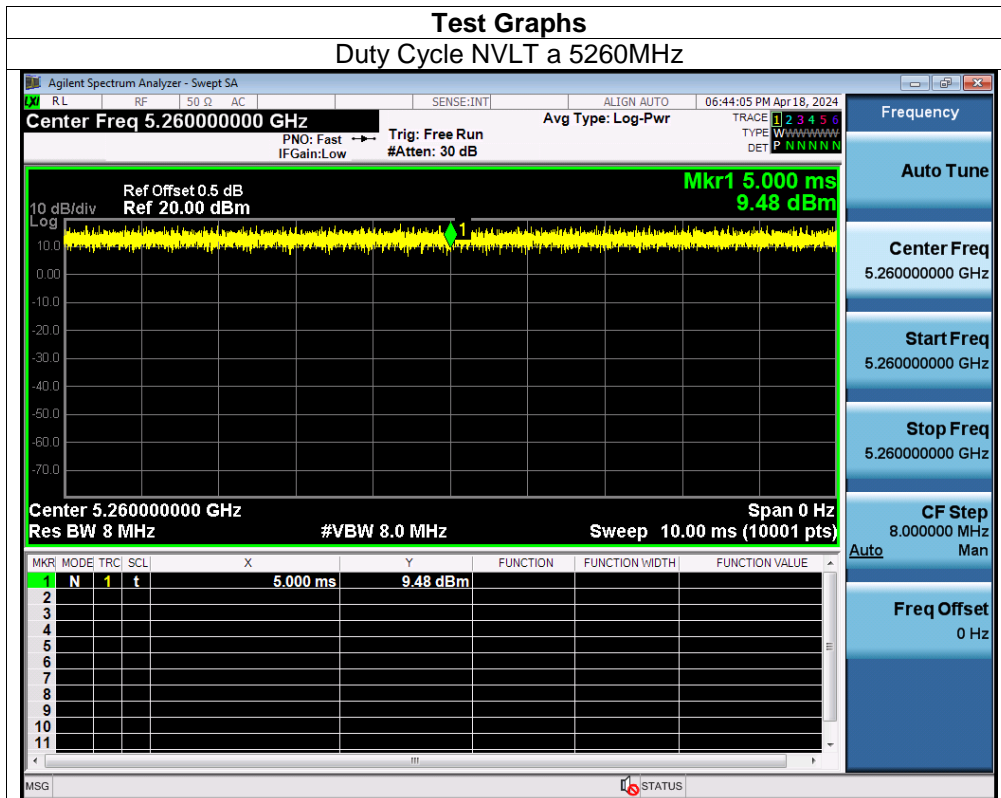 Test Graphs
Duty Cycle NVLT a 5260MHz
Agilent Spectrum Analyzer - Swept SA
LXI RL RF 50 Ω AC SENSE:INT ALIGN AUTO 06:44:05 PM Apr 18, 2024
Center Freq 5.260000000 GHz
PNO: Fast
IFGain:Low
Trig: Free Run
#Atten: 30 dB
Avg Type: Log-Pwr
TRACE 1 2 3 4 5 6
TYPE WWWWWWW
DET P N N N N N
Mkr1 5.000 ms
9.48 dBm
Ref Offset 0.5 dB
10 dB/div Ref 20.00 dBm
Log
1
10.0
0.00
-10.0
-20.0
-30.0
-40.0
-50.0
-60.0
-70.0
Center 5.260000000 GHz Span 0 Hz
Res BW 8 MHz #VBW 8.0 MHz Sweep 10.00 ms (10001 pts)
MKR MODE TRC SCL X Y FUNCTION FUNCTION WIDTH FUNCTION VALUE
1 N 1 t 5.000 ms 9.48 dBm
2
3
4
5
6
7
8
9
10
11
MSG STATUS
Frequency
Auto Tune
Center Freq
5.260000000 GHz
Start Freq
5.260000000 GHz
Stop Freq
5.260000000 GHz
CF Step
8.000000 MHz
Auto Man
Freq Offset
0 Hz